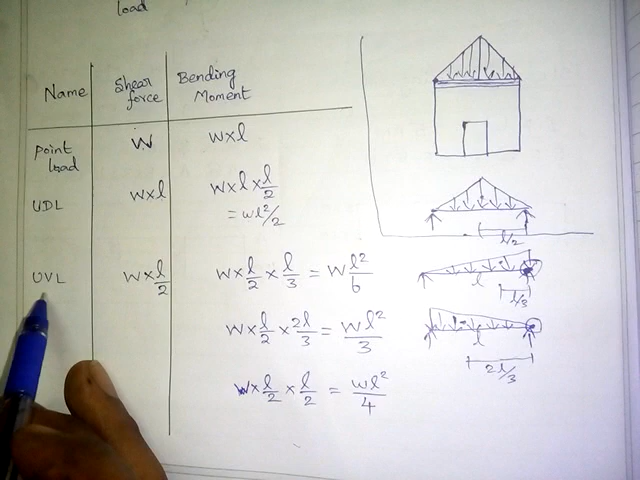 load
Name
Shear force
Bending Moment
Point load
W
W×l
UDL
W×l
W×l×l/2
= wl²/2
UVL
W×l/2
W×l/2 × l/3 = W l²/6
W×l/2 × 2l/3 = Wl²/3
W×l/2 × l/2 = wl²/4
l/2
l
l/3
l
2l/3